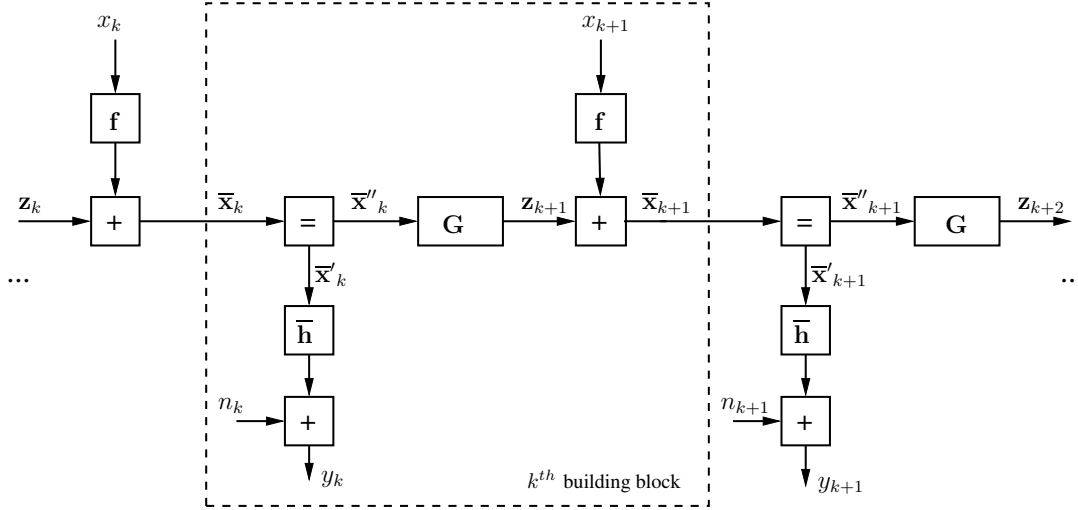 x_k x_{k+1}
f f
z_k + x̅_k = x̅''_k G z_{k+1} + x̅_{k+1} = x̅''_{k+1} G z_{k+2}
... x̅'_k x̅'_{k+1} ..
h̅ h̅
n_k + n_{k+1} +
y_k k^{th} building block y_{k+1}